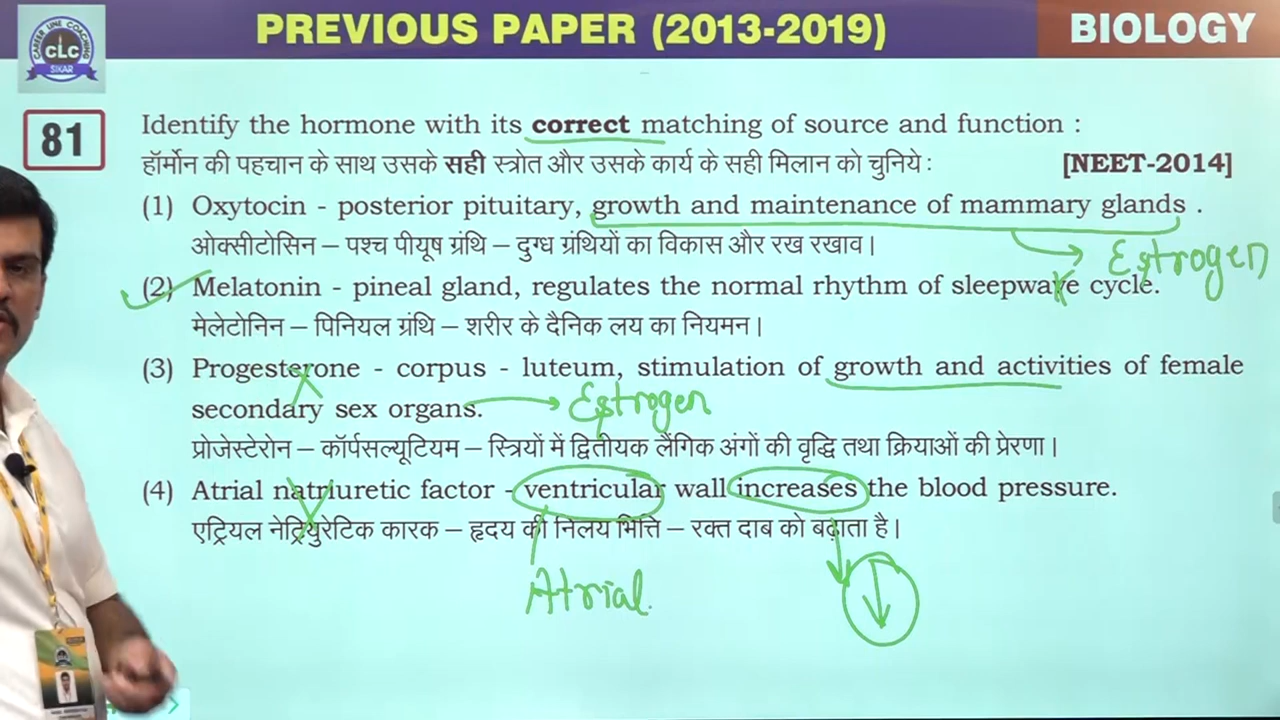 PREVIOUS PAPER (2013-2019)
BIOLOGY
CAREER LINE COACHING
CLC
SIKAR
81
Identify the hormone with its correct matching of source and function :
हॉर्मोन की पहचान के साथ उसके सही स्त्रोत और उसके कार्य के सही मिलान को चुनिये :
[NEET-2014]
(1) Oxytocin - posterior pituitary, growth and maintenance of mammary glands .
ओक्सीटोसिन – पश्च पीयूष ग्रंथि – दुग्ध ग्रंथियों का विकास और रख रखाव।
Estrogen
(2) Melatonin - pineal gland, regulates the normal rhythm of sleepwake cycle.
मेलेटोनिन – पिनियल ग्रंथि – शरीर के दैनिक लय का नियमन।
(3) Progesterone - corpus - luteum, stimulation of growth and activities of female
secondary sex organs.
Estrogen
प्रोजेस्टेरोन – कॉर्पसल्यूटियम – स्त्रियों में द्वितीयक लैंगिक अंगों की वृद्धि तथा क्रियाओं की प्रेरणा।
(4) Atrial natriuretic factor - ventricular wall increases the blood pressure.
एट्रियल नेट्रियुरेटिक कारक – हृदय की निलय भित्ति – रक्त दाब को बढ़ाता है।
Atrial.